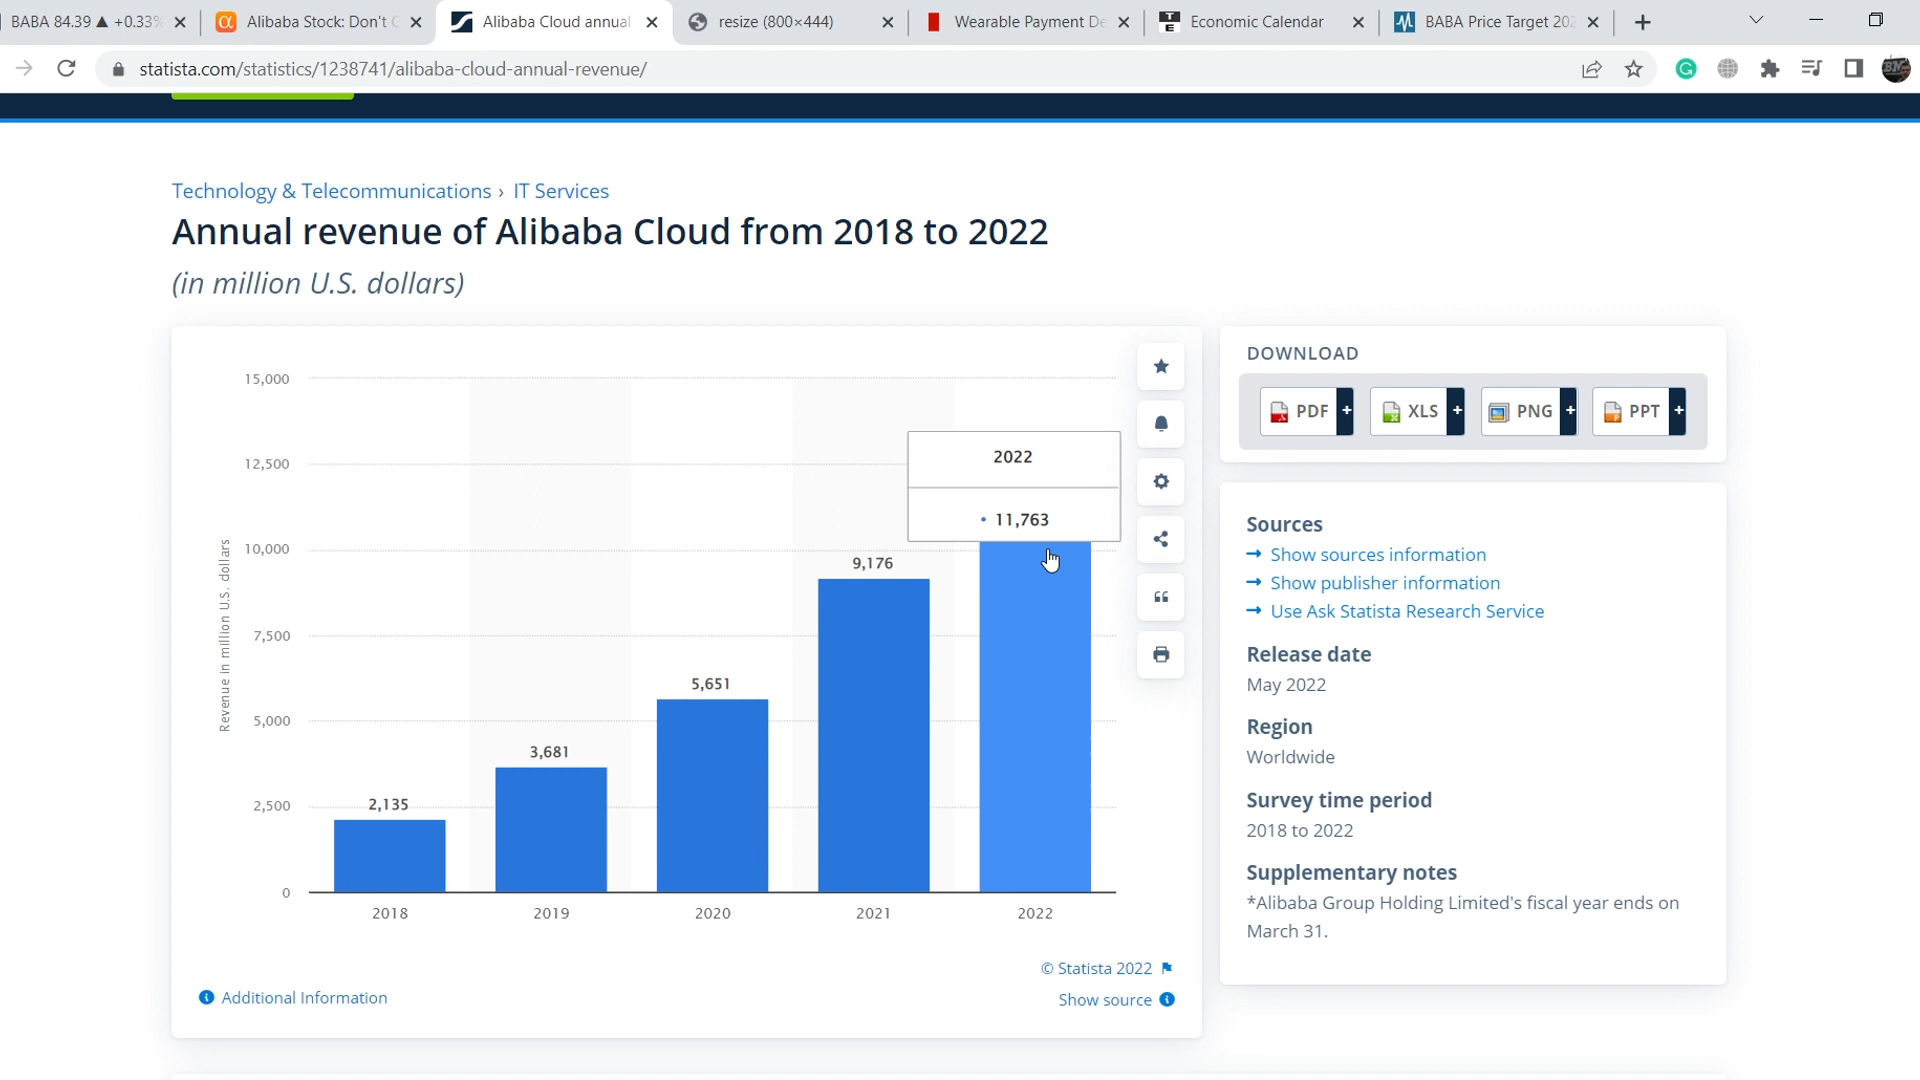 BABA 84.39 ▲ +0.33%
Alibaba Stock: Don't
Alibaba Cloud annual
resize (800×444)
Wearable Payment De
Economic Calendar
BABA Price Target 202
statista.com/statistics/1238741/alibaba-cloud-annual-revenue/
Technology & Telecommunications › IT Services
Annual revenue of Alibaba Cloud from 2018 to 2022
(in million U.S. dollars)
Revenue in million U.S. dollars
15,000
12,500
10,000
7,500
5,000
2,500
0
2022
• 11,763
9,176
5,651
3,681
2,135
2018
2019
2020
2021
2022
© Statista 2022
Additional Information
Show source
DOWNLOAD
PDF + XLS + PNG + PPT +
Sources
→ Show sources information
→ Show publisher information
→ Use Ask Statista Research Service
Release date
May 2022
Region
Worldwide
Survey time period
2018 to 2022
Supplementary notes
*Alibaba Group Holding Limited's fiscal year ends on
March 31.